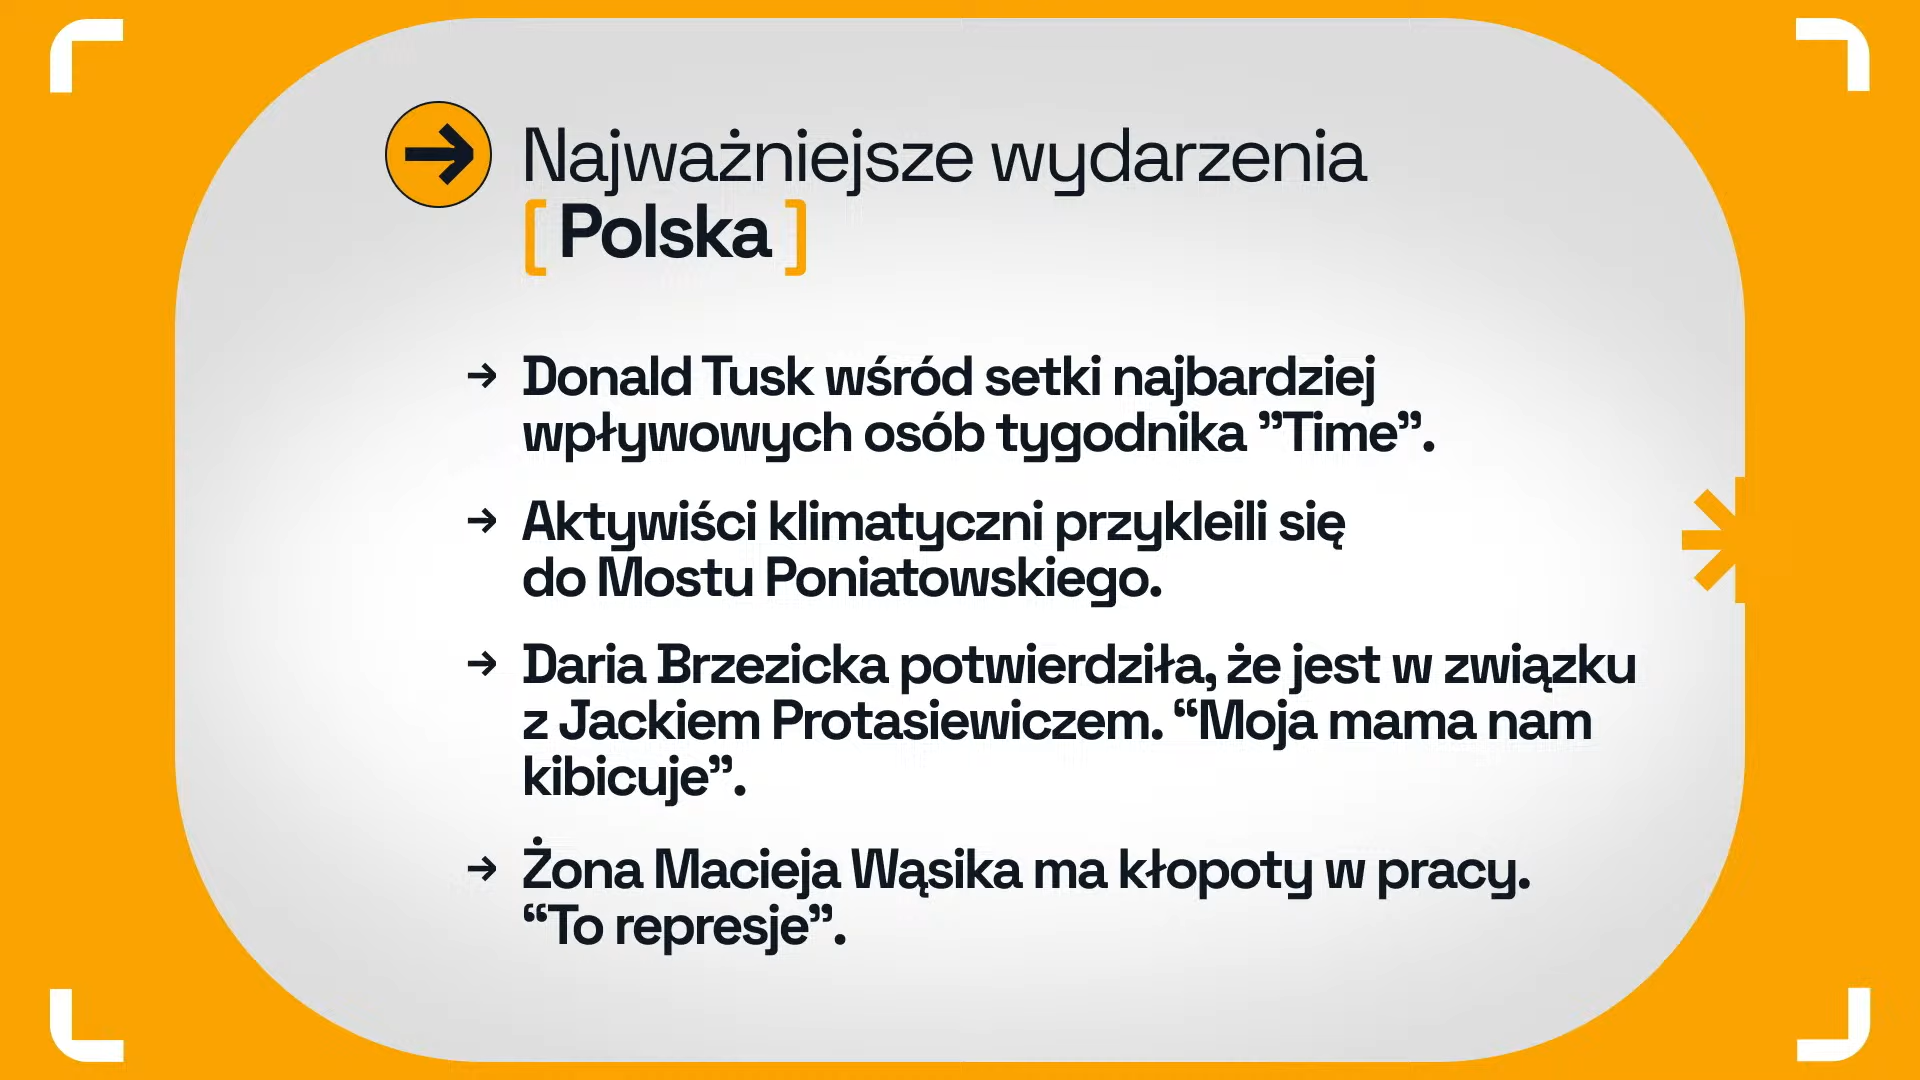 Najważniejsze wydarzenia
[ Polska ]
→ Donald Tusk wśród setki najbardziej
wpływowych osób tygodnika ”Time”.
→ Aktywiści klimatyczni przykleili się
do Mostu Poniatowskiego.
→ Daria Brzezicka potwierdziła, że jest w związku
z Jackiem Protasiewiczem. “Moja mama nam
kibicuje”.
→ Żona Macieja Wąsika ma kłopoty w pracy.
“To represje”.